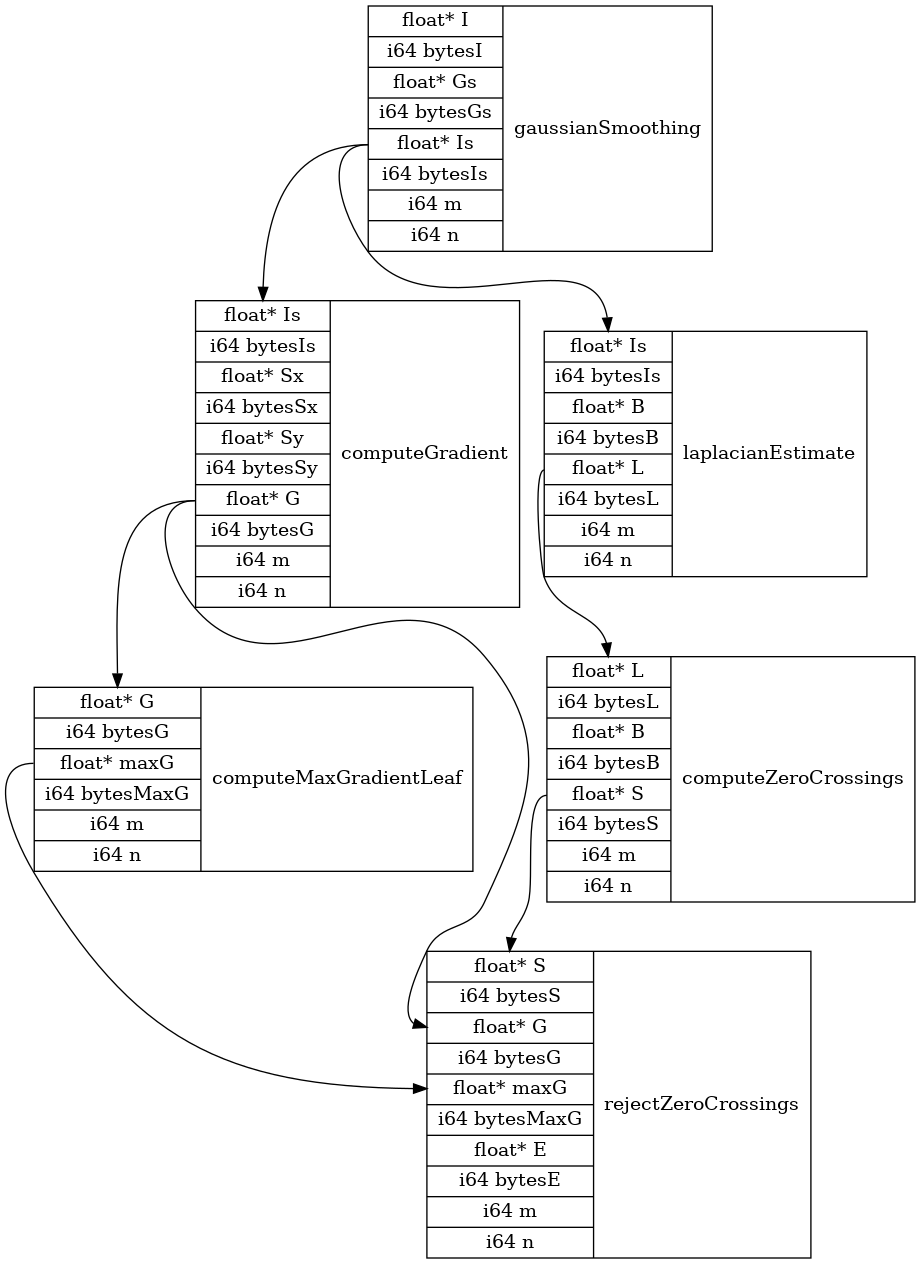 float* I
i64 bytesI
float* Gs
i64 bytesGs
float* Is
i64 bytesIs
i64 m
i64 n
gaussianSmoothing
float* Is
i64 bytesIs
float* Sx
i64 bytesSx
float* Sy
i64 bytesSy
float* G
i64 bytesG
i64 m
i64 n
computeGradient
float* Is
i64 bytesIs
float* B
i64 bytesB
float* L
i64 bytesL
i64 m
i64 n
laplacianEstimate
float* G
i64 bytesG
float* maxG
i64 bytesMaxG
i64 m
i64 n
computeMaxGradientLeaf
float* L
i64 bytesL
float* B
i64 bytesB
float* S
i64 bytesS
i64 m
i64 n
computeZeroCrossings
float* S
i64 bytesS
float* G
i64 bytesG
float* maxG
i64 bytesMaxG
float* E
i64 bytesE
i64 m
i64 n
rejectZeroCrossings